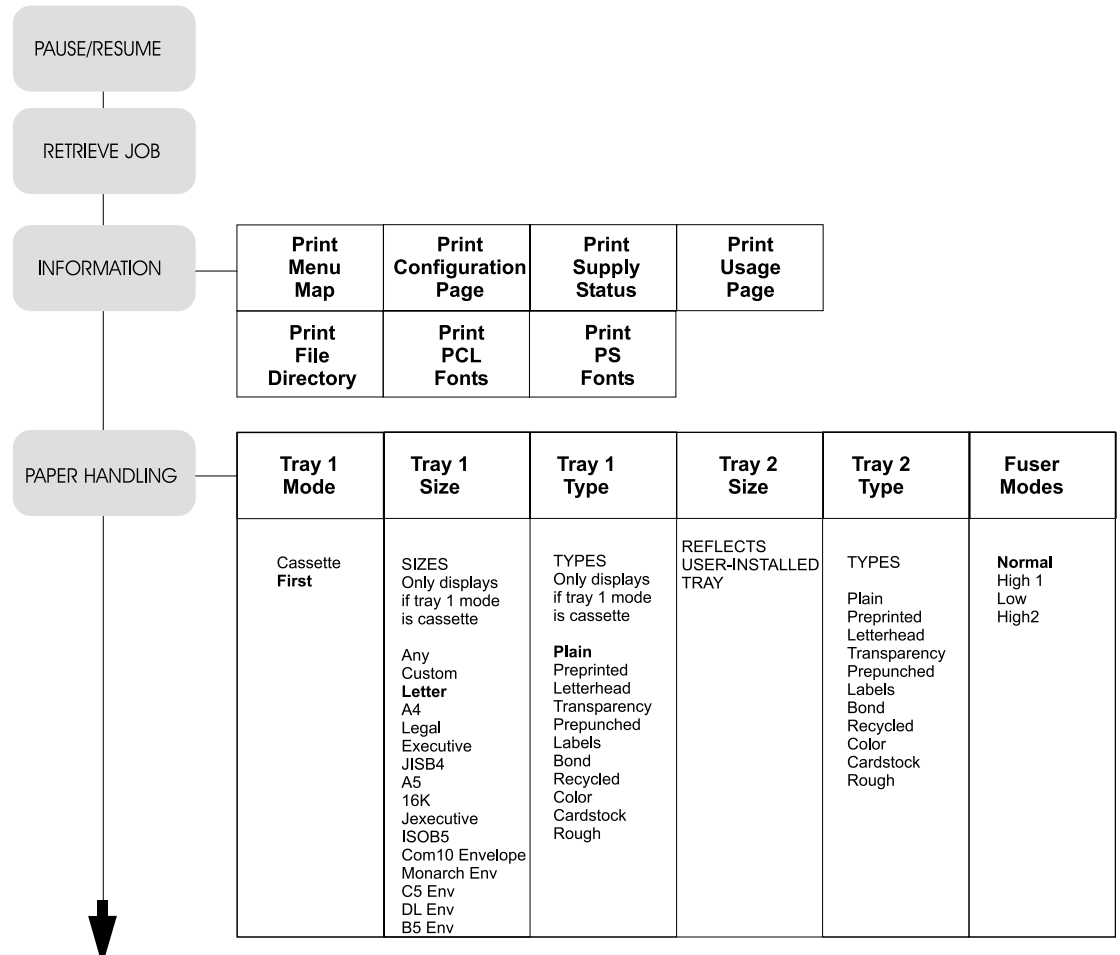 PAUSE/RESUME
RETRIEVE JOB
INFORMATION
Print
Menu
Map
Print
Configuration
Page
Print
Supply
Status
Print
Usage
Page
Print
File
Directory
Print
PCL
Fonts
Print
PS
Fonts
PAPER HANDLING
Tray 1
Mode
Cassette
First
Tray 1
Size
SIZES
Only displays
if tray 1 mode
is cassette
Any
Custom
Letter
A4
Legal
Executive
JISB4
A5
16K
Jexecutive
ISOB5
Com10 Envelope
Monarch Env
C5 Env
DL Env
B5 Env
Tray 1
Type
TYPES
Only displays
if tray 1 mode
is cassette
Plain
Preprinted
Letterhead
Transparency
Prepunched
Labels
Bond
Recycled
Color
Cardstock
Rough
Tray 2
Size
REFLECTS
USER-INSTALLED
TRAY
Tray 2
Type
TYPES
Plain
Preprinted
Letterhead
Transparency
Prepunched
Labels
Bond
Recycled
Color
Cardstock
Rough
Fuser
Modes
Normal
High 1
Low
High2